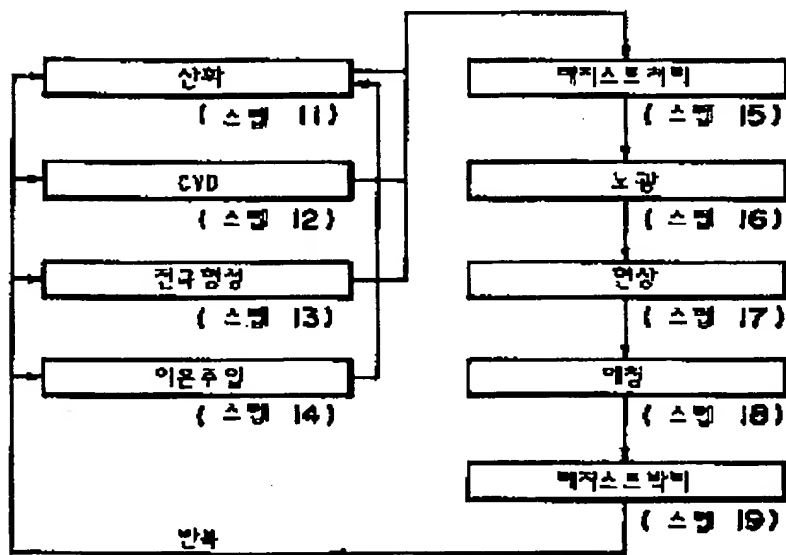 산화
(스텝 11)
CVD
(스텝 12)
전극형성
(스텝 13)
이온주입
(스텝 14)
레지스트처리
(스텝 15)
노광
(스텝 16)
현상
(스텝 17)
에칭
(스텝 18)
레지스트박리
(스텝 19)
반복